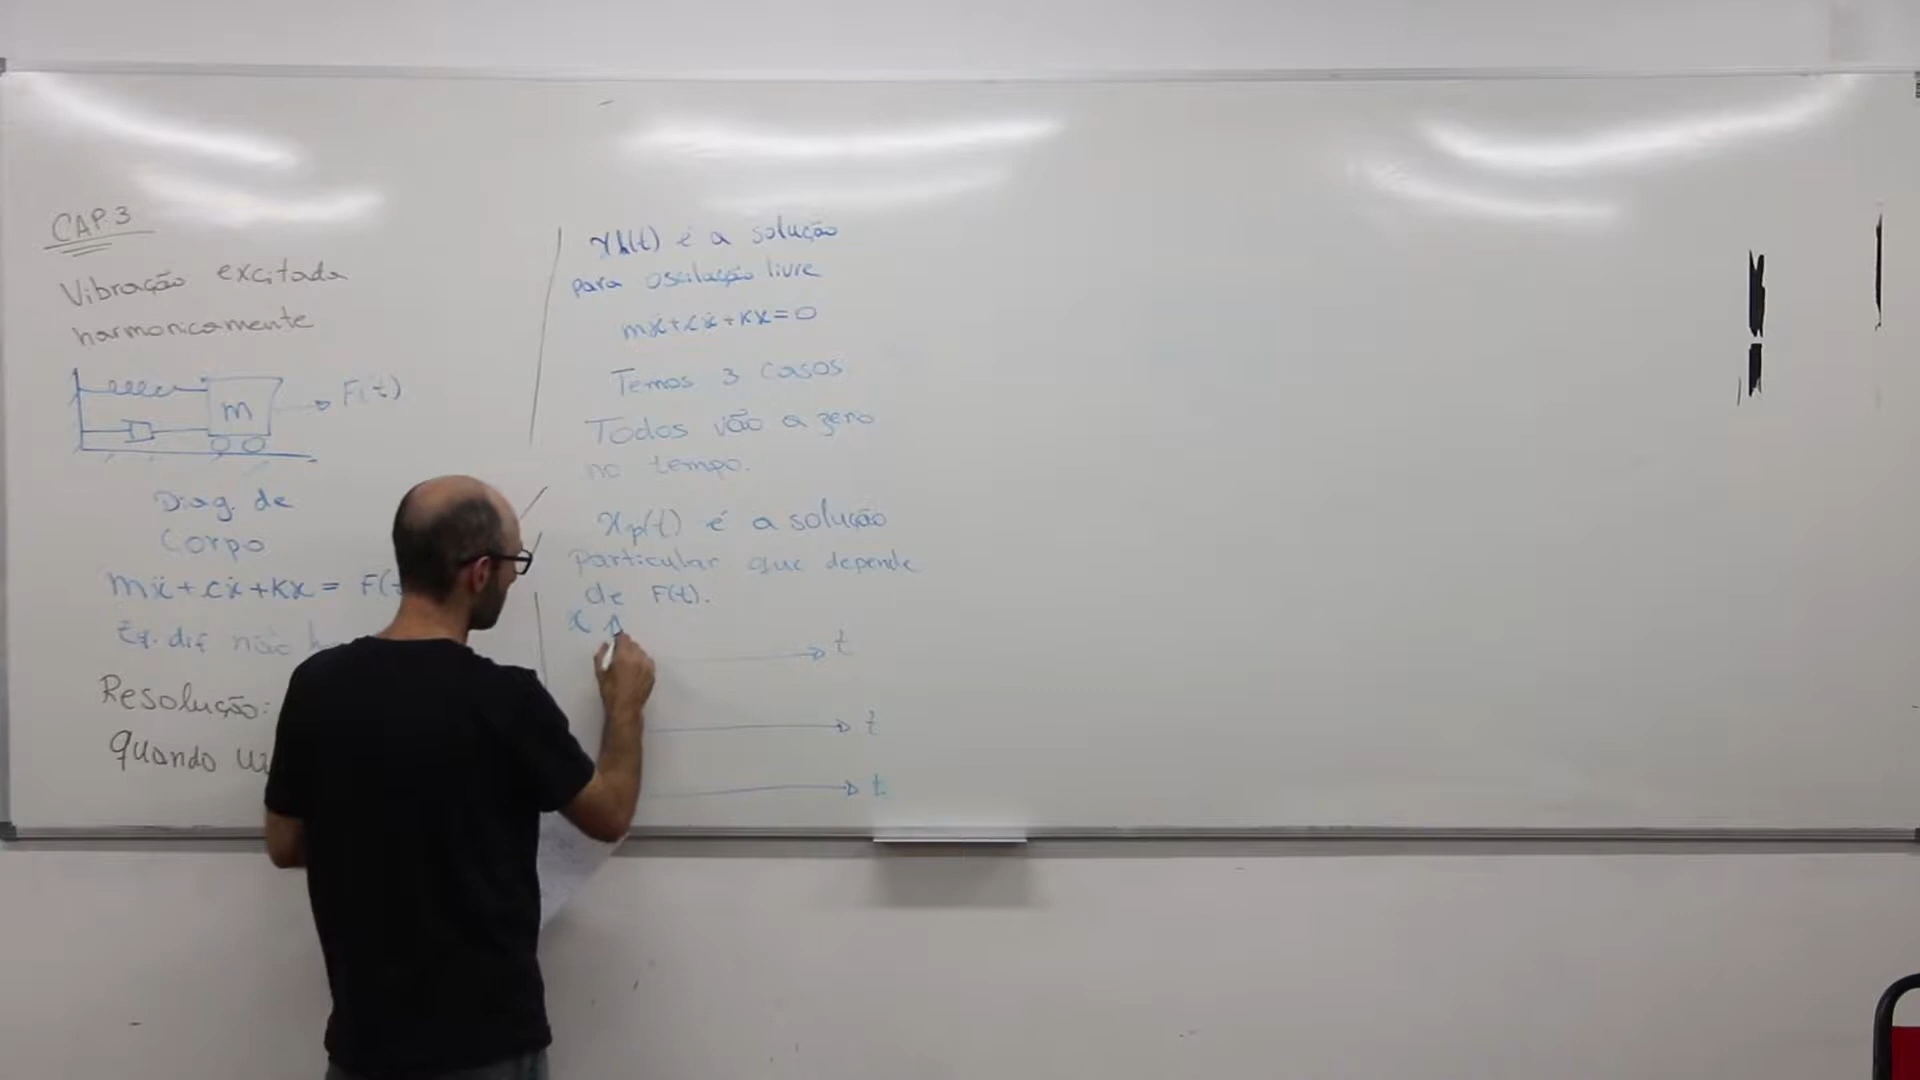 CAP.3
Vibração excitada
harmonicamente
m
F(t)
Diag. de
Corpo
mẍ+cẋ+kx = F(t
Eq. dif não
Resolução:
quando
xh(t) é a solução
para oscilação livre
mẍ+cẋ+kx=0
Temos 3 casos
Todos vão a zero
no tempo.
xp(t) é a solução
particular que depende
de F(t).
x
t
t
t